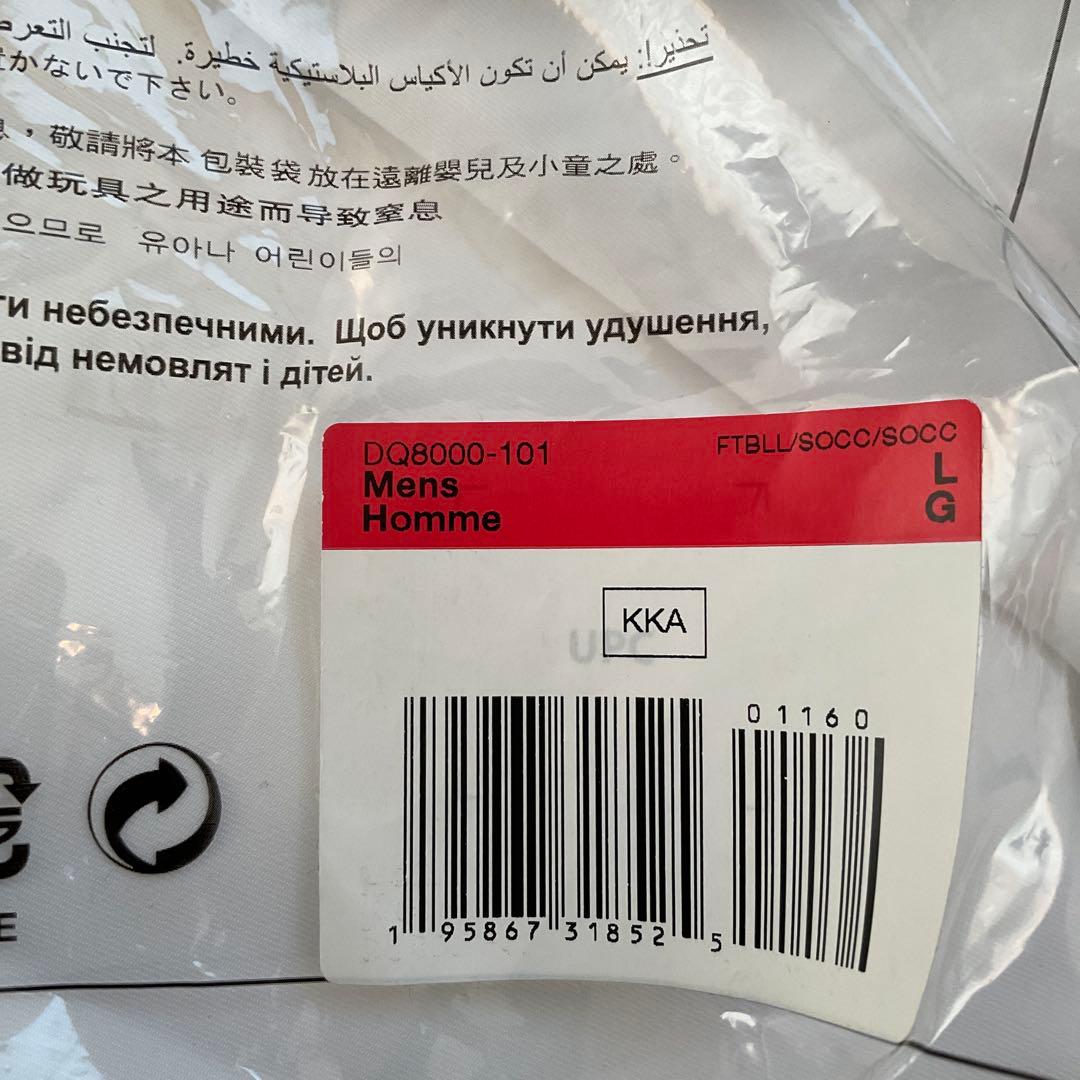 تحذير!: يمكن أن تكون الأكياس البلاستيكية خطيرة. لتجنب التعرض
かないで下さい。
，敬請將本 包裝袋 放在遠離嬰兒及小童之處。
做玩具之用途而导致窒息
으므로 유아나 어린이들의
ти небезпечними. Щоб уникнути удушення,
від немовлят і дітей.
DQ8000-101
FTBLL/SOCC/SOCC
Mens
L
Homme
G
KKA
UPC
01160
1 95867 31852 5
E